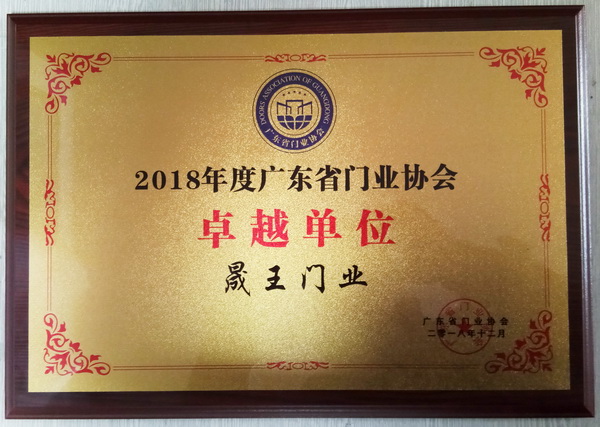 DOORS ASSOCIATION OF GUANGDONG
广东省门业协会
2018年度广东省门业协会
卓越单位
晟王门业
广东省门业协会
二零一八年十二月